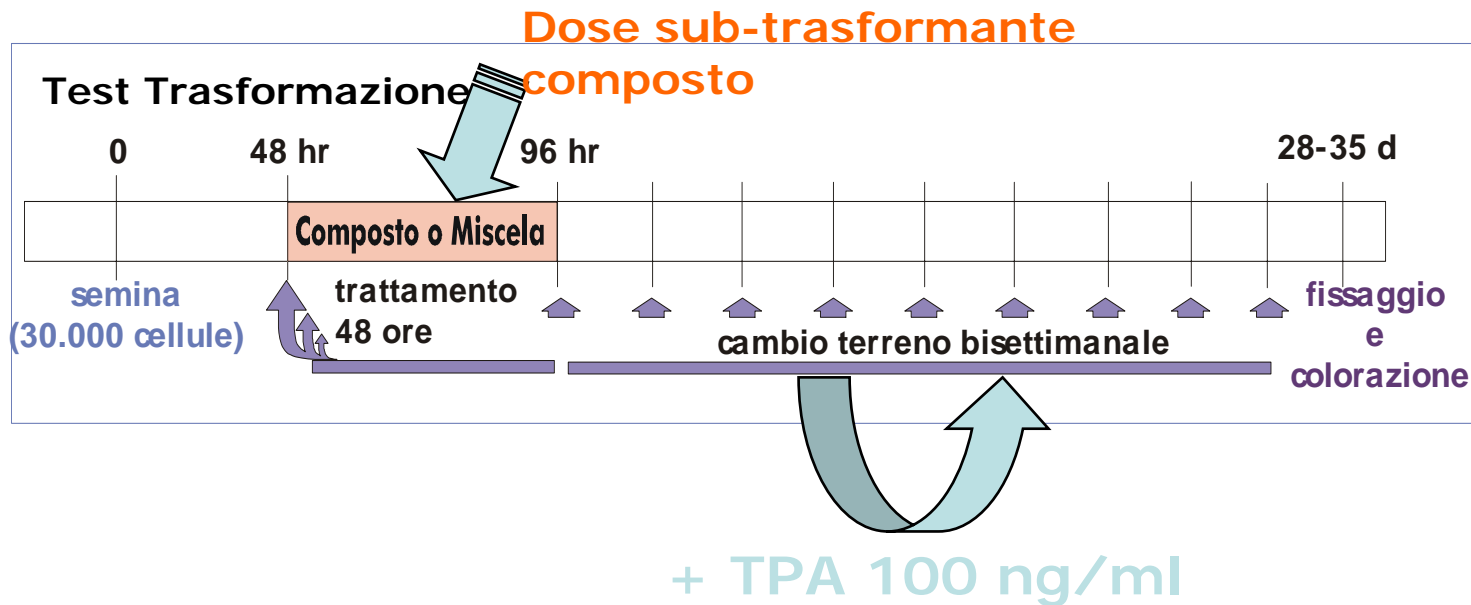 Dose sub-trasformante
composto
Test Trasformazione
0
48 hr
96 hr
28-35 d
Composto o Miscela
semina
(30.000 cellule)
trattamento
48 ore
cambio terreno bisettimanale
fissaggio
e
colorazione
+ TPA 100 ng/ml